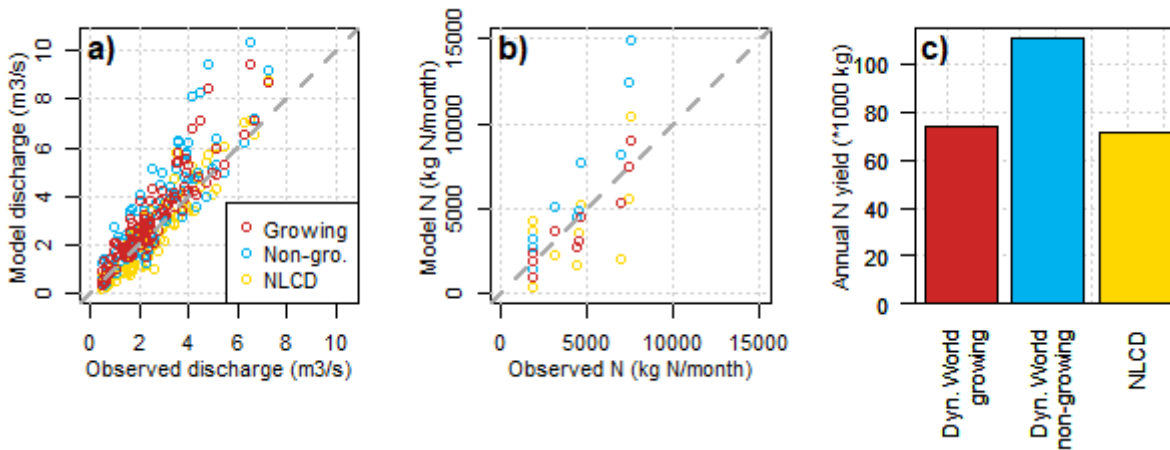 a)
Model discharge (m3/s)
0 2 4 6 8 10
0 2 4 6 8 10
Observed discharge (m3/s)
Growing
Non-gro.
NLCD
b)
Model N (kg N/month)
0 5000 10000 15000
0 5000 10000 15000
Observed N (kg N/month)
c)
Annual N yield (*1000 kg)
0 20 40 60 80 100
Dyn. World
growing
Dyn. World
non-growing
NLCD